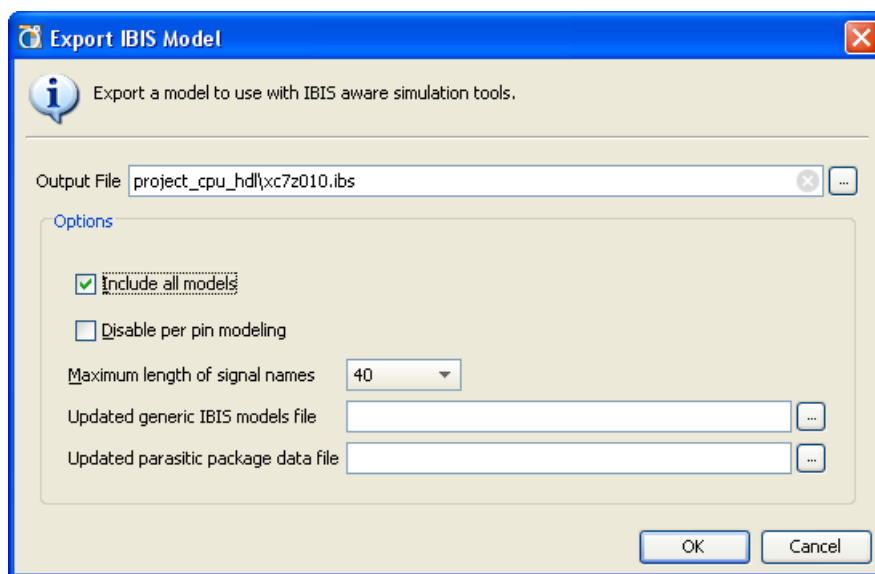 Export IBIS Model
Export a model to use with IBIS aware simulation tools.
Output File project_cpu_hdl\xc7z010.ibs ...
Options
Include all models
Disable per pin modeling
Maximum length of signal names 40
Updated generic IBIS models file ...
Updated parasitic package data file ...
OK Cancel